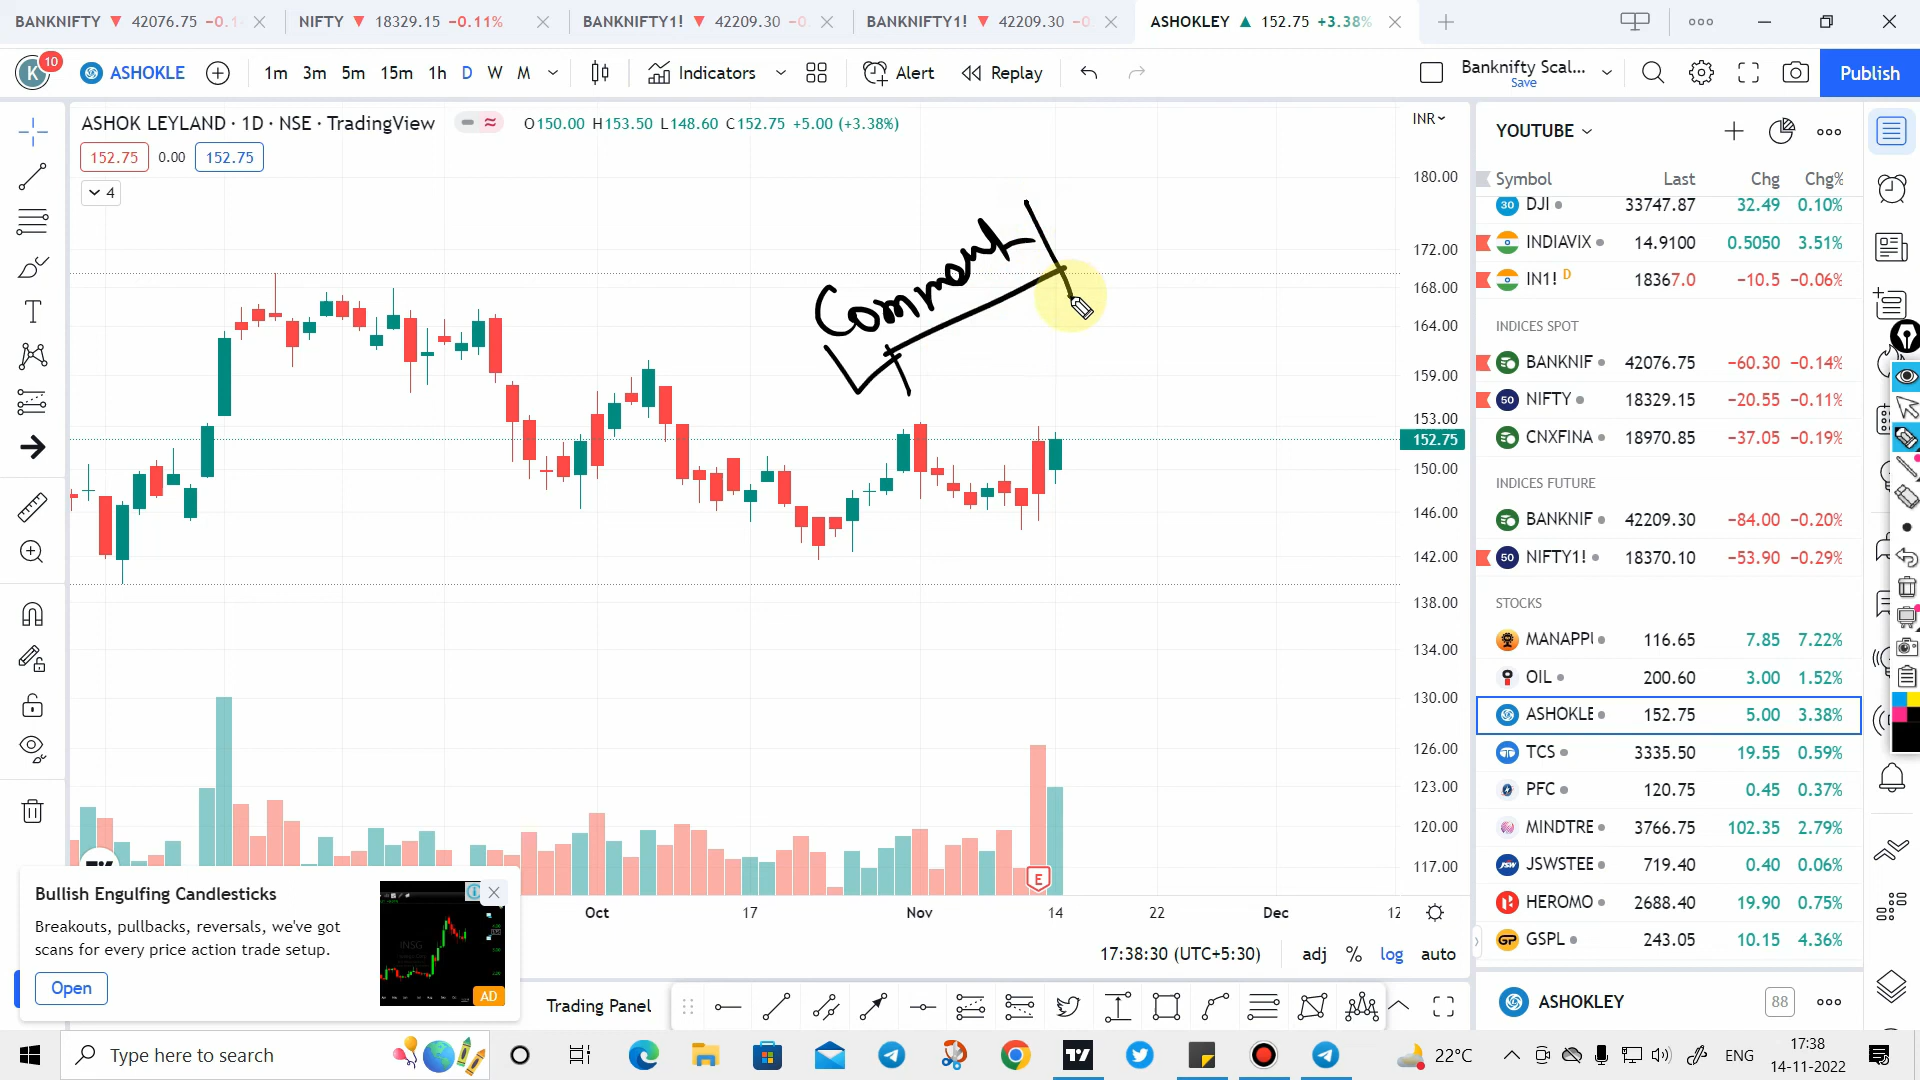 BANKNIFTY ▼ 42076.75 −0.1
NIFTY ▼ 18329.15 −0.11%
BANKNIFTY1! ▼ 42209.30 −0.
BANKNIFTY1! ▼ 42209.30 −0
ASHOKLEY ▲ 152.75 +3.38%
K 10 ASHOKLE 1m 3m 5m 15m 1h D W M Indicators Alert Replay Banknifty Scal... Save Publish
ASHOK LEYLAND · 1D · NSE · TradingView O150.00 H153.50 L148.60 C152.75 +5.00 (+3.38%)
INR
152.75 0.00 152.75
4
Comment
180.00
172.00
168.00
164.00
159.00
153.00
152.75
150.00
146.00
142.00
138.00
134.00
130.00
126.00
123.00
120.00
117.00
E
Oct 17 Nov 14 22 Dec 12
17:38:30 (UTC+5:30) adj % log auto
Bullish Engulfing Candlesticks
Breakouts, pullbacks, reversals, we've got
scans for every price action trade setup.
Open
AD
Trading Panel
YOUTUBE
Symbol Last Chg Chg%
30 DJI 33747.87 32.49 0.10%
INDIAVIX 14.9100 0.5050 3.51%
IN1! D 18367.0 −10.5 −0.06%
INDICES SPOT
BANKNIF 42076.75 −60.30 −0.14%
50 NIFTY 18329.15 −20.55 −0.11%
CNXFINA 18970.85 −37.05 −0.19%
INDICES FUTURE
BANKNIF 42209.30 −84.00 −0.20%
50 NIFTY1! 18370.10 −53.90 −0.29%
STOCKS
MANAPPU 116.65 7.85 7.22%
OIL 200.60 3.00 1.52%
ASHOKLE 152.75 5.00 3.38%
TCS 3335.50 19.55 0.59%
PFC 120.75 0.45 0.37%
MINDTRE 3766.75 102.35 2.79%
JSW JSWSTEE 719.40 0.40 0.06%
HEROMO 2688.40 19.90 0.75%
GP GSPL 243.05 10.15 4.36%
ASHOKLEY 88
Type here to search
22°C ENG 17:38
14-11-2022